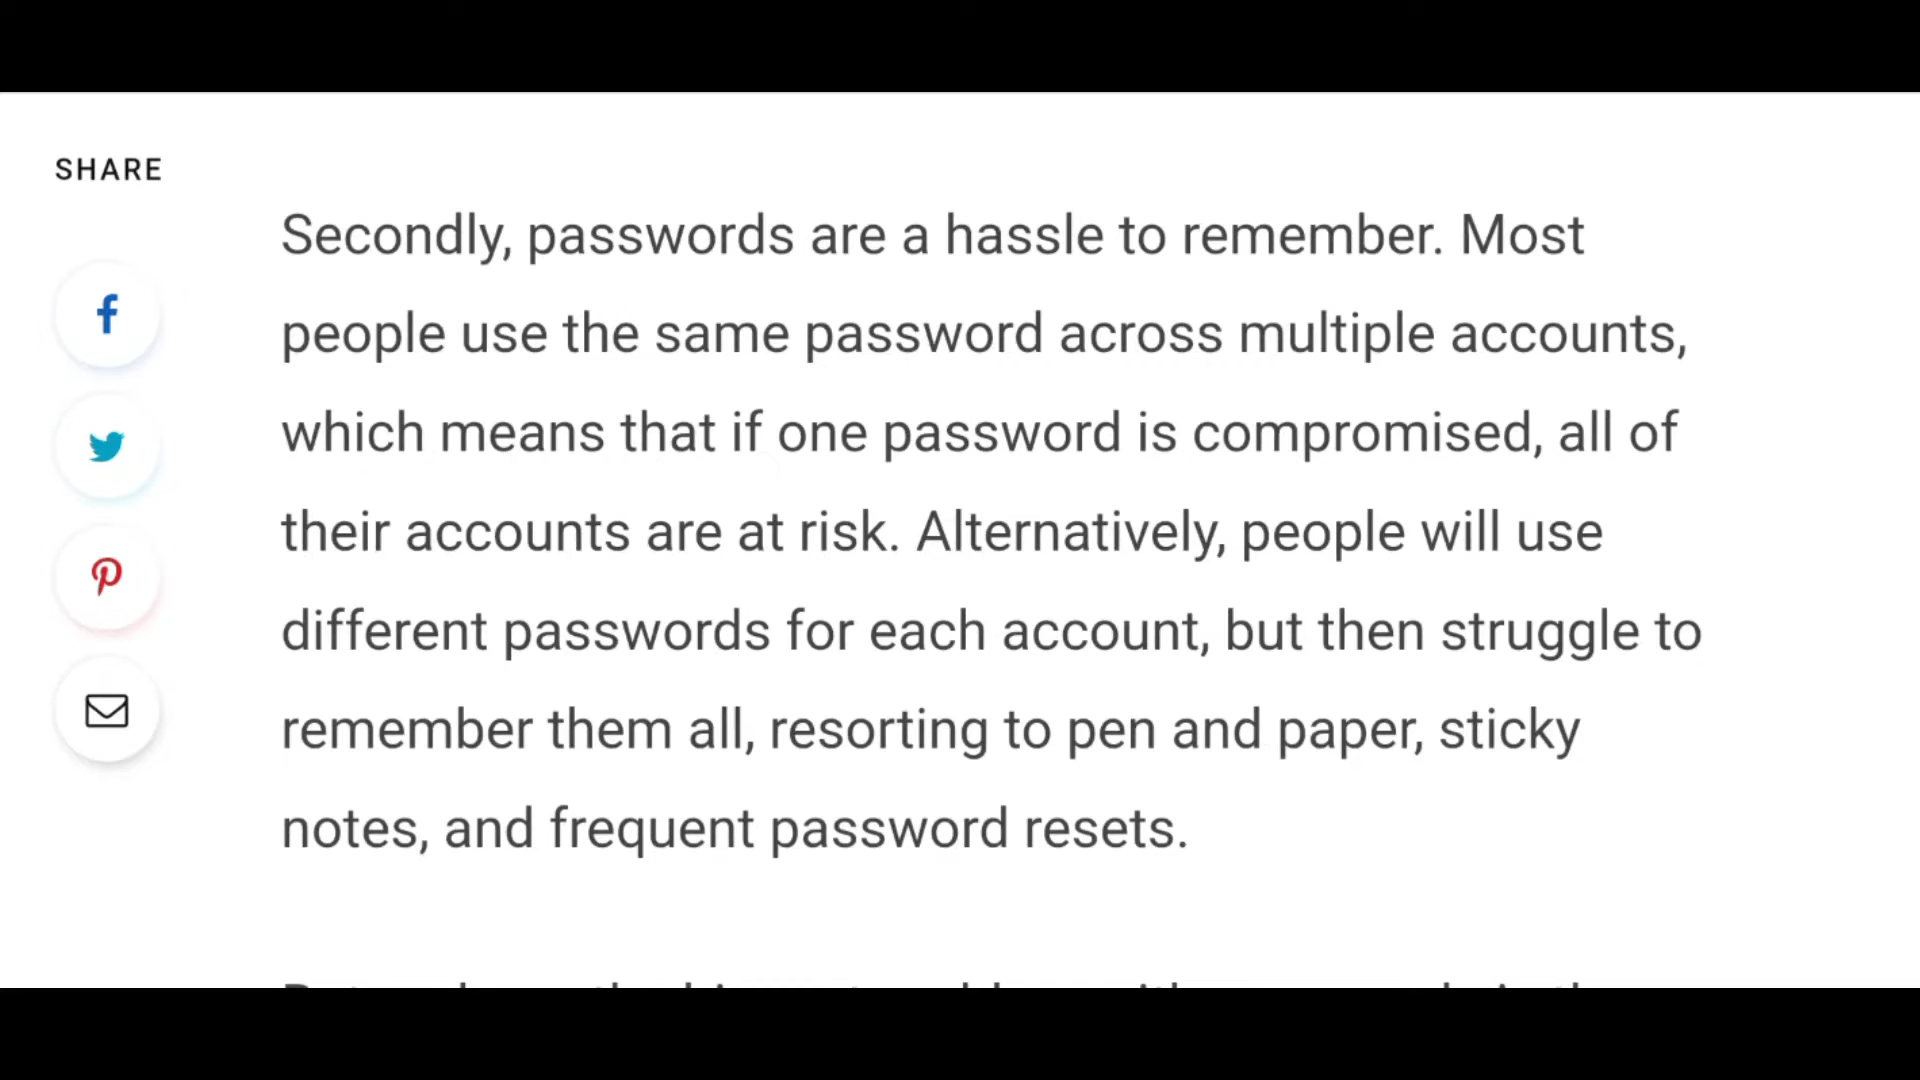 SHARE
Secondly, passwords are a hassle to remember. Most
people use the same password across multiple accounts,
which means that if one password is compromised, all of
their accounts are at risk. Alternatively, people will use
different passwords for each account, but then struggle to
remember them all, resorting to pen and paper, sticky
notes, and frequent password resets.